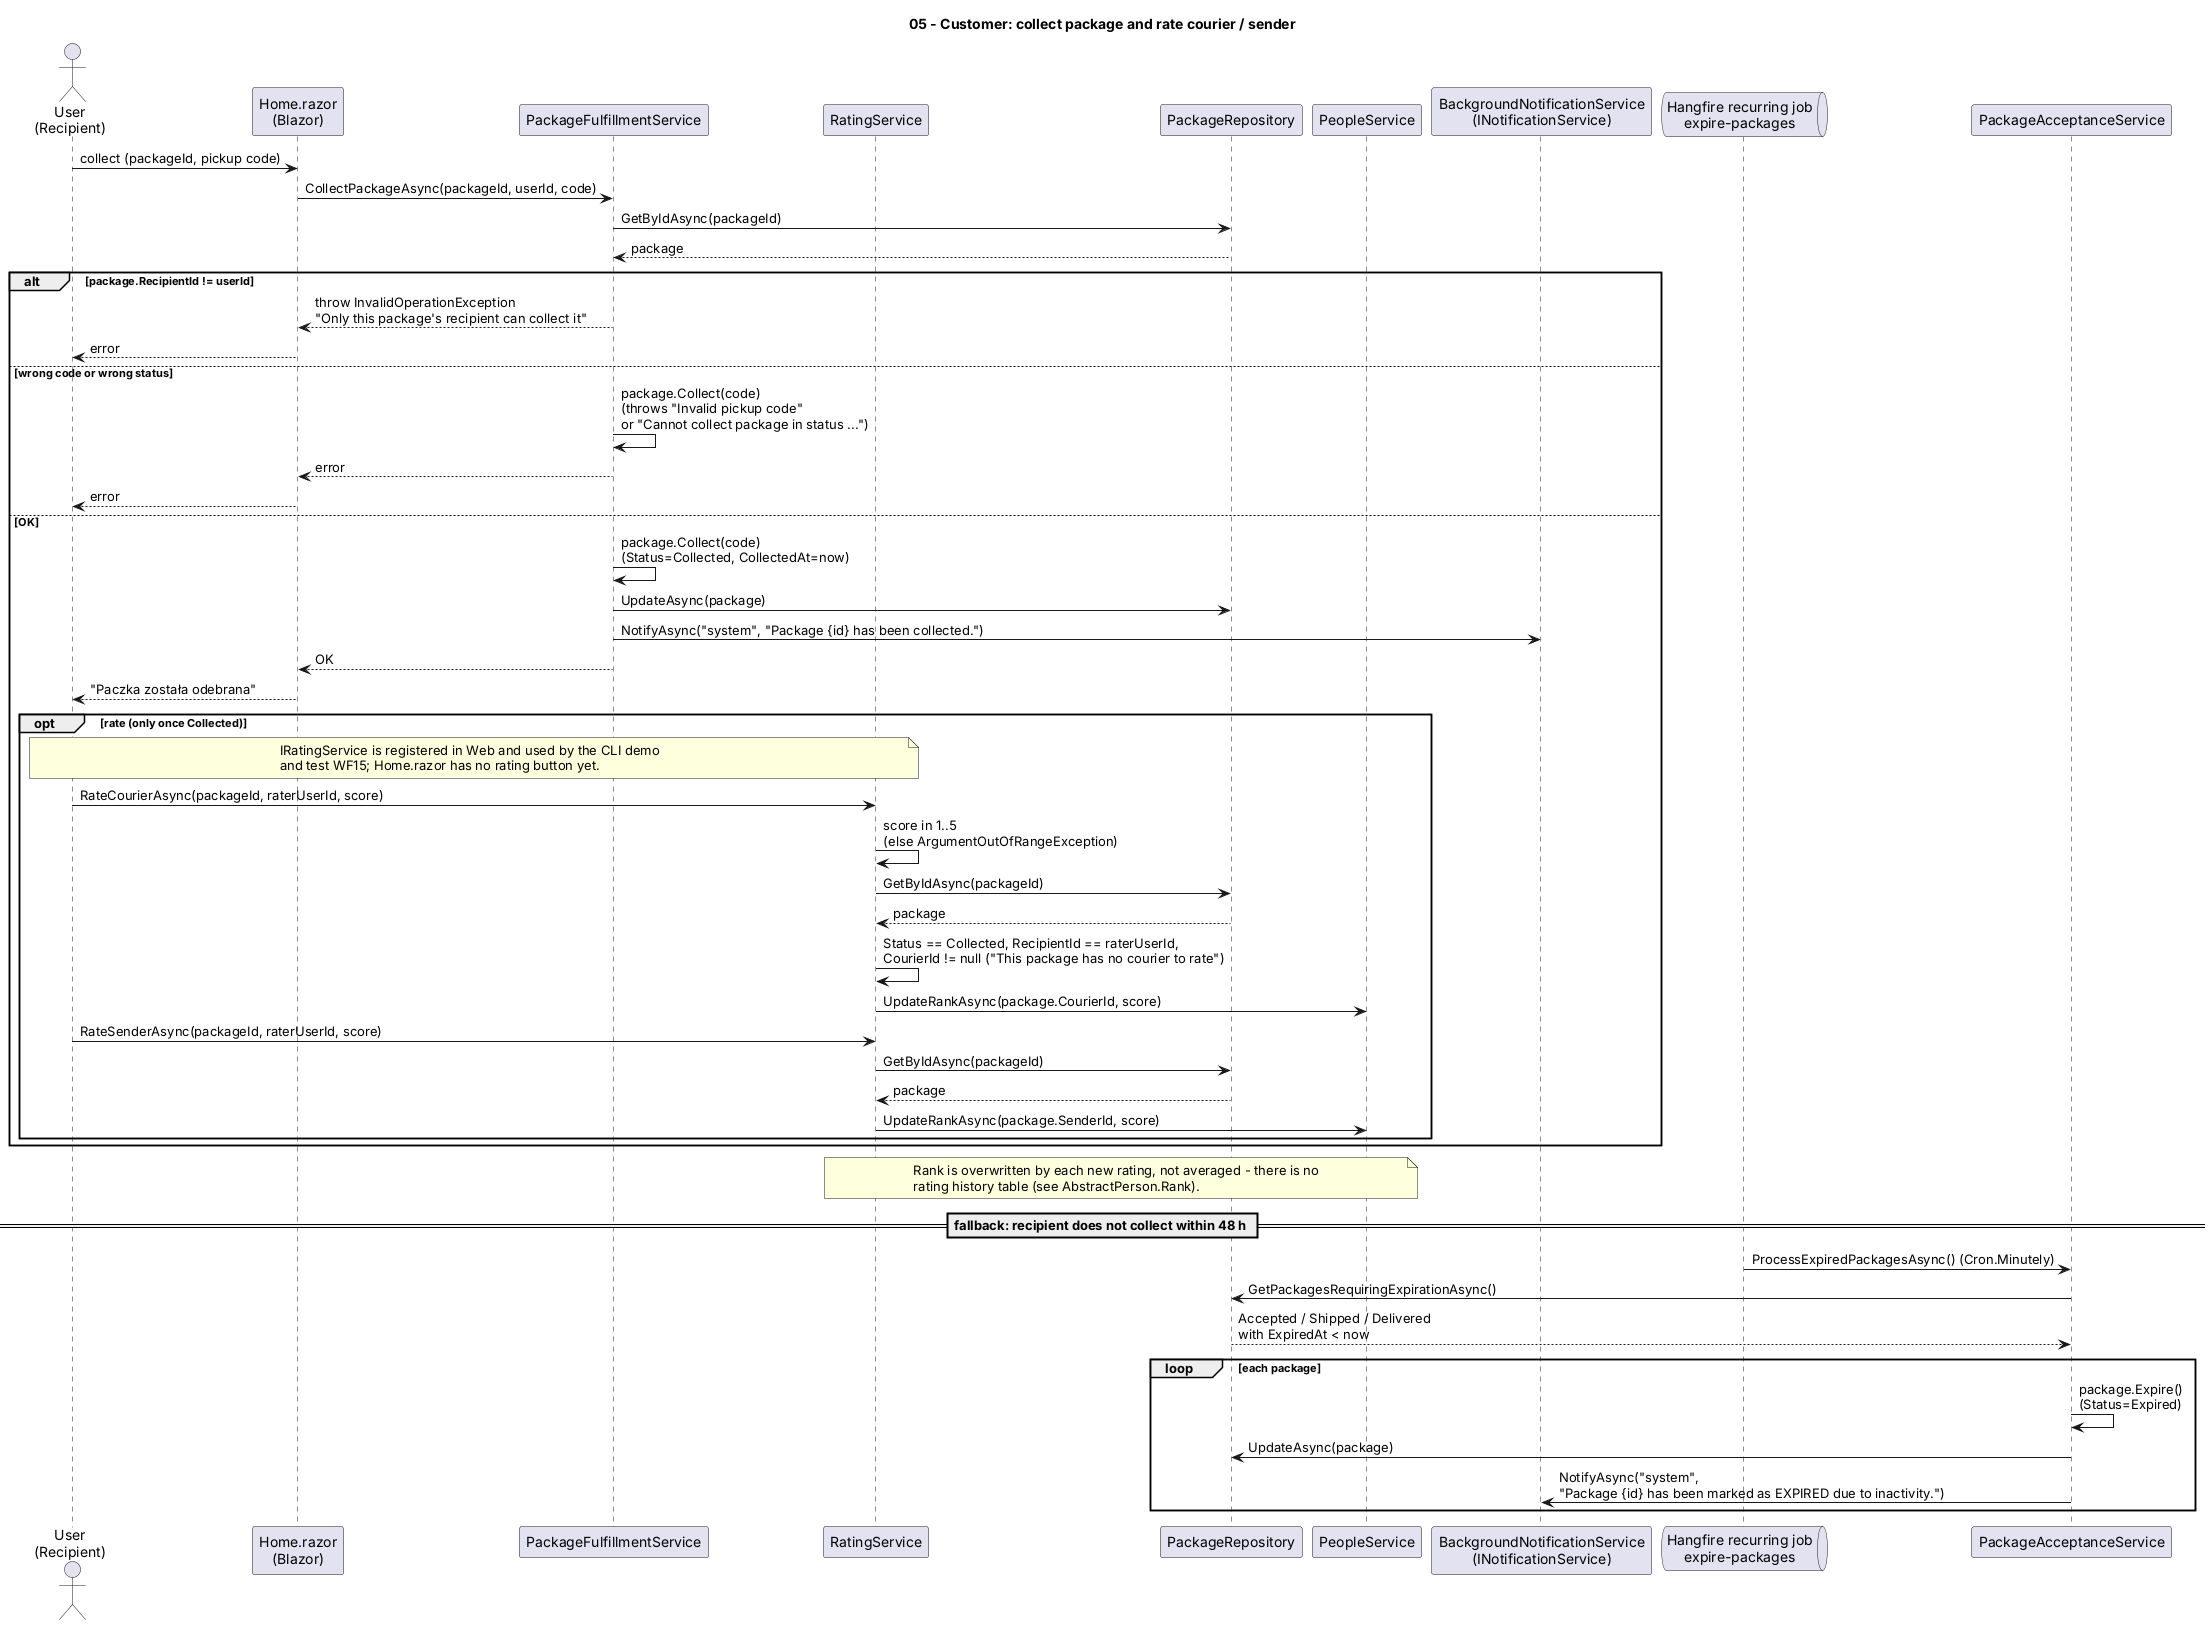 05 - Customer: collect package and rate courier / sender
User
(Recipient)
Home.razor
(Blazor)
PackageFulfillmentService
RatingService
PackageRepository
PeopleService
BackgroundNotificationService
(INotificationService)
Hangfire recurring job
expire-packages
PackageAcceptanceService
collect (packageId, pickup code)
CollectPackageAsync(packageId, userId, code)
GetByIdAsync(packageId)
package
alt
[package.RecipientId != userId]
throw InvalidOperationException
"Only this package's recipient can collect it"
error
[wrong code or wrong status]
package.Collect(code)
(throws "Invalid pickup code"
or "Cannot collect package in status ...")
error
error
[OK]
package.Collect(code)
(Status=Collected, CollectedAt=now)
UpdateAsync(package)
NotifyAsync("system", "Package {id} has been collected.")
OK
"Paczka została odebrana"
opt
[rate (only once Collected)]
IRatingService is registered in Web and used by the CLI demo
and test WF15; Home.razor has no rating button yet.
RateCourierAsync(packageId, raterUserId, score)
score in 1..5
(else ArgumentOutOfRangeException)
GetByIdAsync(packageId)
package
Status == Collected, RecipientId == raterUserId,
CourierId != null ("This package has no courier to rate")
UpdateRankAsync(package.CourierId, score)
RateSenderAsync(packageId, raterUserId, score)
GetByIdAsync(packageId)
package
UpdateRankAsync(package.SenderId, score)
Rank is overwritten by each new rating, not averaged - there is no
rating history table (see AbstractPerson.Rank).
fallback: recipient does not collect within 48 h
ProcessExpiredPackagesAsync() (Cron.Minutely)
GetPackagesRequiringExpirationAsync()
Accepted / Shipped / Delivered
with ExpiredAt < now
loop
[each package]
package.Expire()
(Status=Expired)
UpdateAsync(package)
NotifyAsync("system",
"Package {id} has been marked as EXPIRED due to inactivity.")
User
(Recipient)
Home.razor
(Blazor)
PackageFulfillmentService
RatingService
PackageRepository
PeopleService
BackgroundNotificationService
(INotificationService)
Hangfire recurring job
expire-packages
PackageAcceptanceService